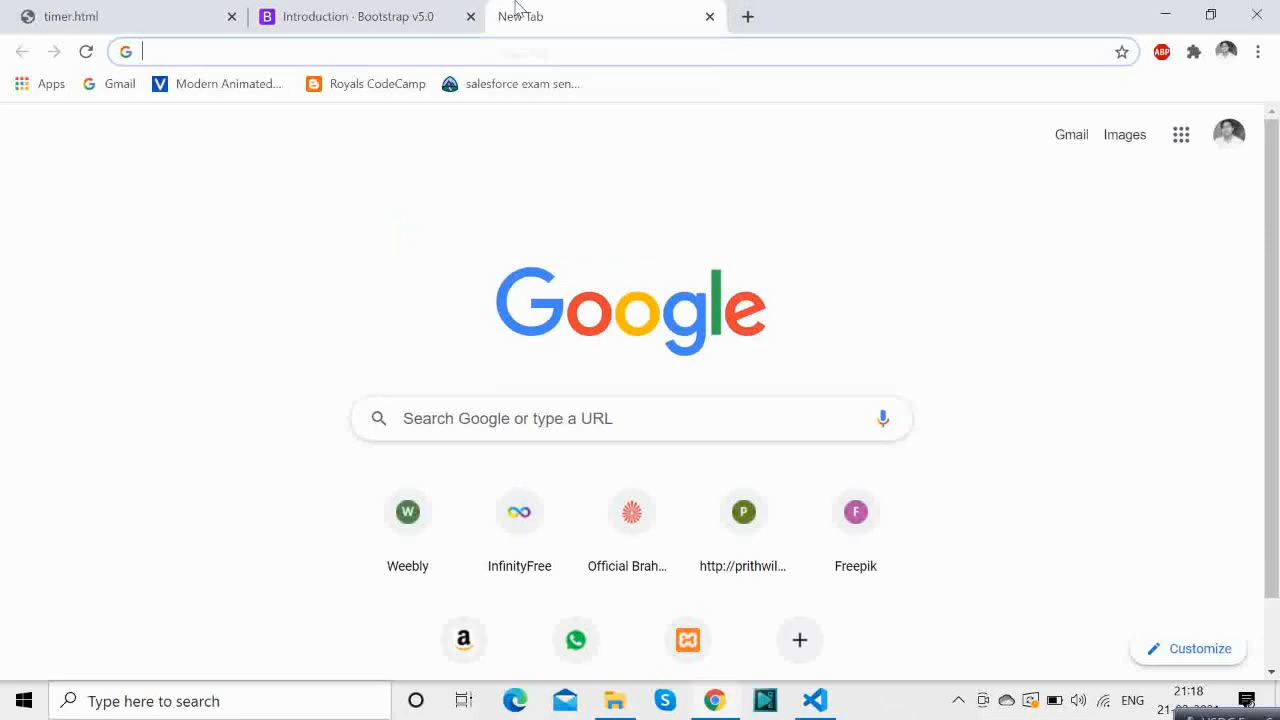 timer.html
Introduction · Bootstrap v5.0
New Tab
ABP
Apps
Gmail
Modern Animated...
Royals CodeCamp
salesforce exam sen...
Gmail
Images
Google
Search Google or type a URL
W
P
F
Weebly
InfinityFree
Official Brah...
http://prithwil...
Freepik
Customize
Type here to search
ENG
21:18